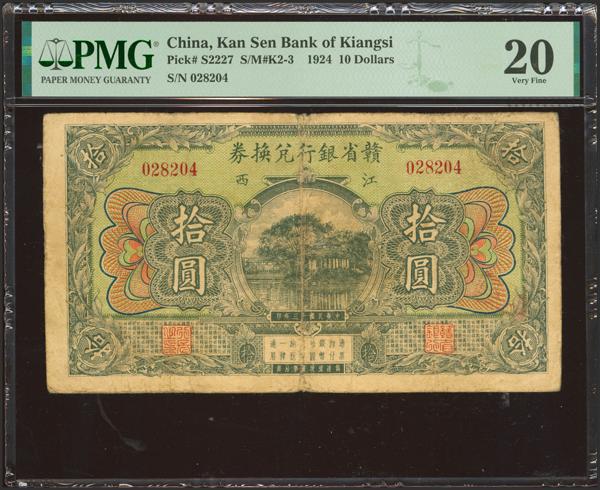 PMG
PAPER MONEY GUARANTY
China, Kan Sen Bank of Kiangsi
Pick# S2227 S/M#K2-3 1924 10 Dollars
S/N 028204
20
Very Fine
券換兌行銀省贛
西 江
028204
028204
拾
拾
拾圓
拾圓
拾
拾